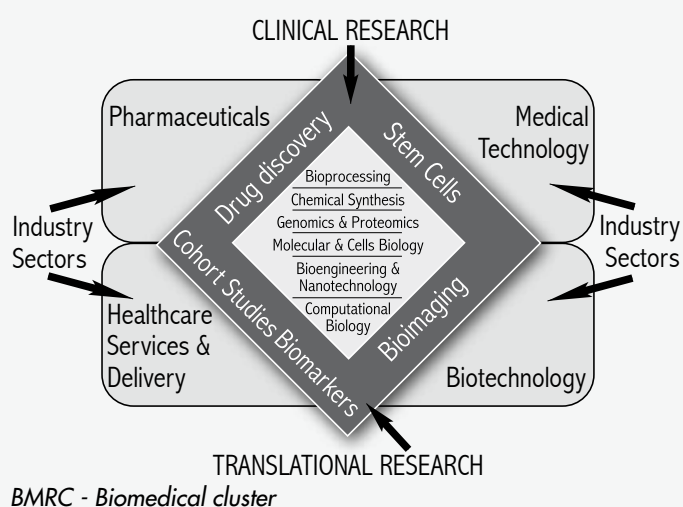 CLINICAL RESEARCH
Pharmaceuticals
Medical
Technology
Drug discovery
Stem Cells
Bioprocessing
Chemical Synthesis
Genomics & Proteomics
Molecular & Cells Biology
Bioengineering &
Nanotechnology
Computational
Biology
Industry
Sectors
Industry
Sectors
Cohort Studies Biomarkers
Bioimaging
Healthcare
Services &
Delivery
Biotechnology
TRANSLATIONAL RESEARCH
BMRC - Biomedical cluster